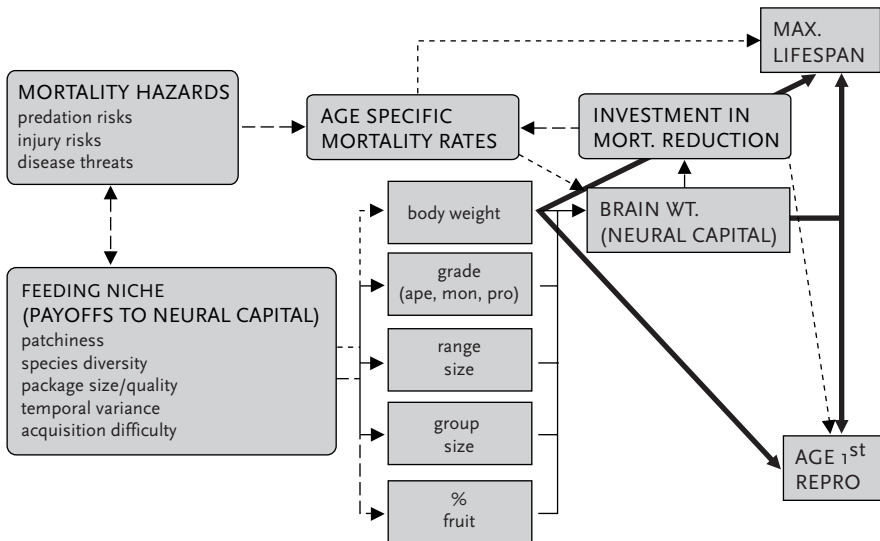 MAX.
LIFESPAN
MORTALITY HAZARDS
predation risks
injury risks
disease threats
AGE SPECIFIC
MORTALITY RATES
INVESTMENT IN
MORT. REDUCTION
body weight
BRAIN WT.
(NEURAL CAPITAL)
FEEDING NICHE
(PAYOFFS TO NEURAL CAPITAL)
patchiness
species diversity
package size/quality
temporal variance
acquisition difficulty
grade
(ape, mon, pro)
range
size
group
size
%
fruit
AGE 1st
REPRO